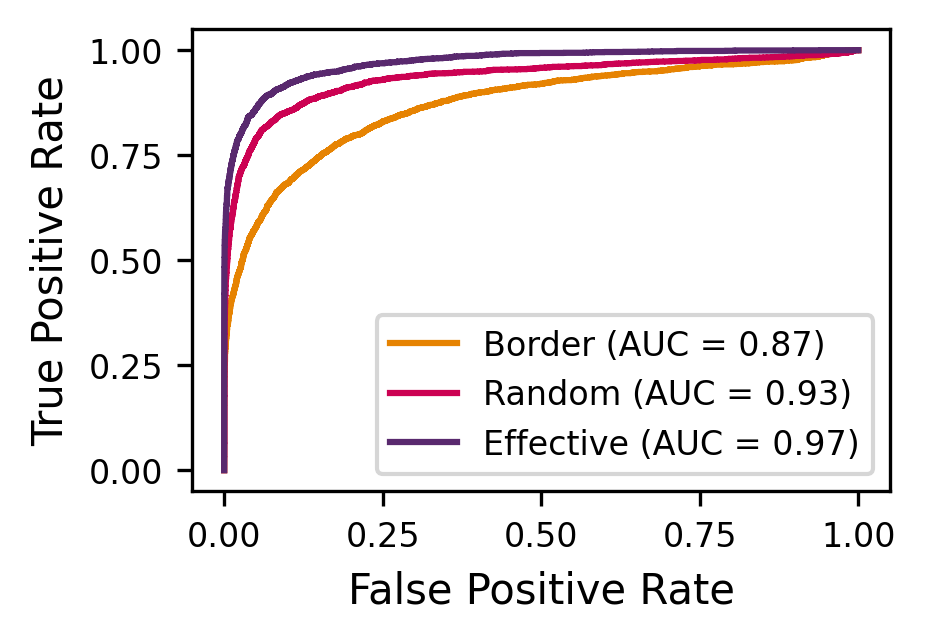 1.00
0.75
0.50
0.25
0.00
True Positive Rate
Border (AUC = 0.87)
Random (AUC = 0.93)
Effective (AUC = 0.97)
0.00 0.25 0.50 0.75 1.00
False Positive Rate